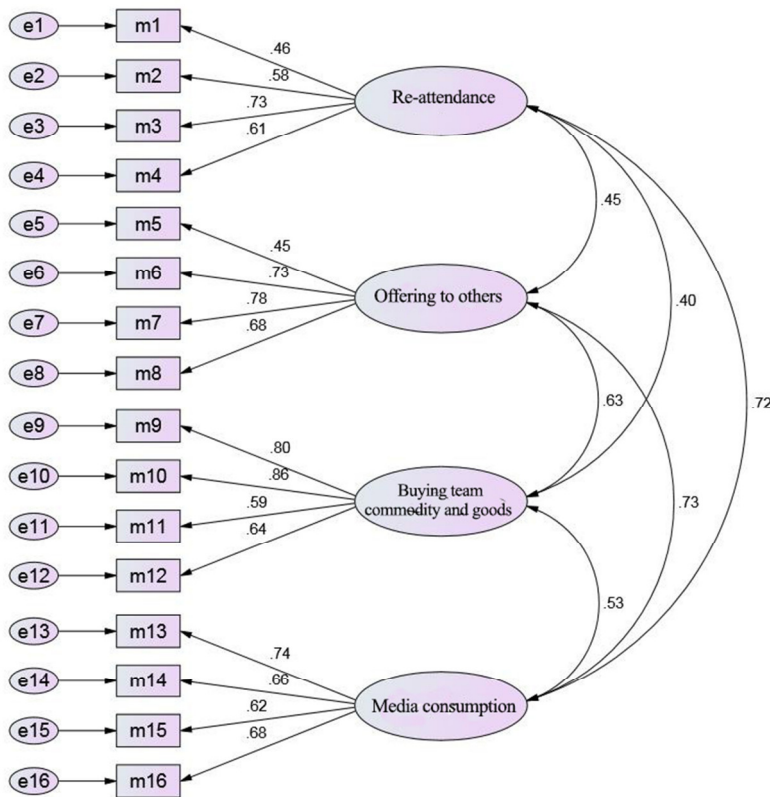 e1 m1
.46
e2 m2
.58
Re-attendance
.73
e3 m3
.61
e4 m4
.45
e5 m5
.45
e6 m6
.73
Offering to others
.78
.40
e7 m7
.68
e8 m8
.63
.72
e9 m9
.80
e10 m10
.86
Buying team
commodity and goods
.73
.59
e11 m11
.64
e12 m12
.53
e13 m13
.74
e14 m14
.66
Media consumption
.62
e15 m15
.68
e16 m16